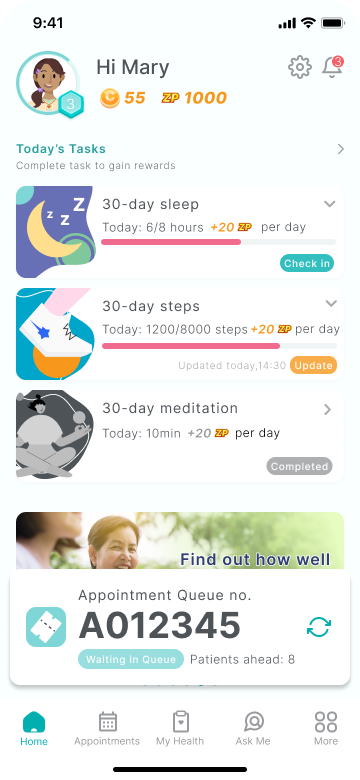 9:41
Hi Mary
3
3
55 ZP 1000
Today's Tasks
Complete task to gain rewards
z z Z
30-day sleep
Today: 6/8 hours +20 ZP per day
Check in
30-day steps
Today: 1200/8000 steps +20 ZP per day
Updated today,14:30 Update
30-day meditation
Today: 10min +20 ZP per day
Completed
Find out how well
Appointment Queue no.
A012345
Waiting in Queue Patients ahead: 8
Home Appointments My Health Ask Me More